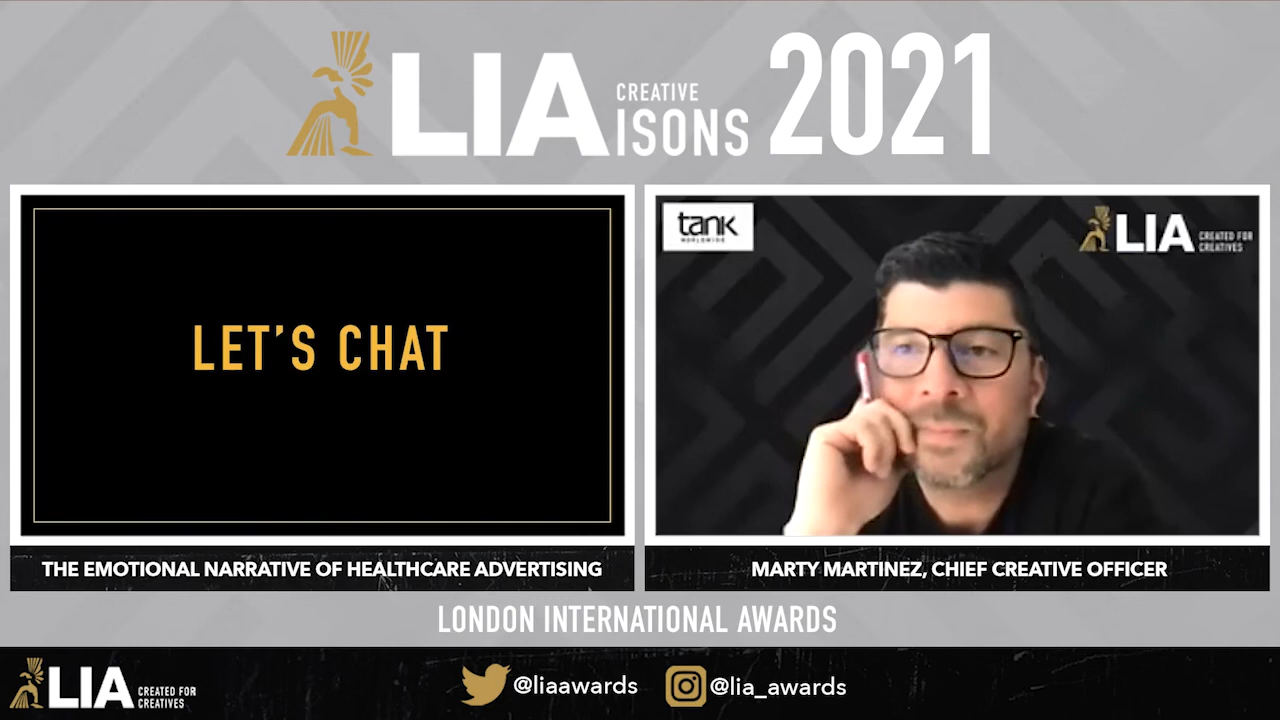 LIA CREATIVE ISONS 2021
LET'S CHAT
tank
WORLDWIDE
LIA CREATED FOR
CREATIVES
THE EMOTIONAL NARRATIVE OF HEALTHCARE ADVERTISING
MARTY MARTINEZ, CHIEF CREATIVE OFFICER
LONDON INTERNATIONAL AWARDS
LIA CREATED FOR
CREATIVES
@liaawards
@lia_awards